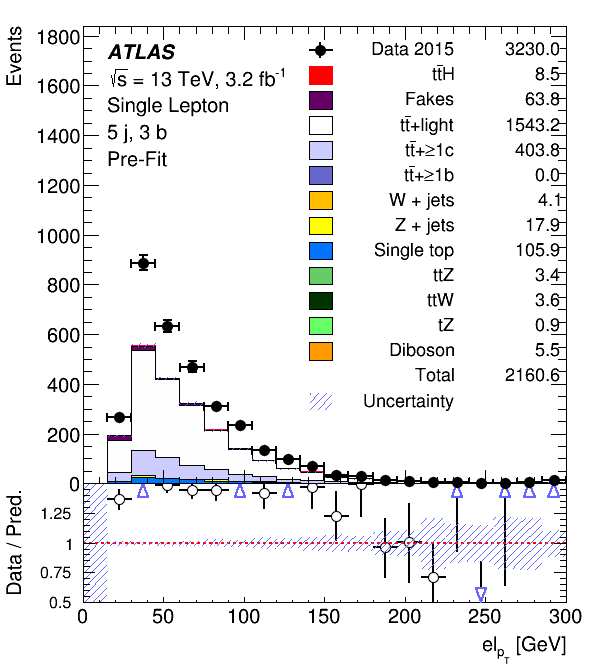 Events
1800
1600
1400
1200
1000
800
600
400
200
0
ATLAS
√s = 13 TeV, 3.2 fb⁻¹
Single Lepton
5 j, 3 b
Pre-Fit
Data 2015 3230.0
tt̄H 8.5
Fakes 63.8
tt̄+light 1543.2
tt̄+≥1c 403.8
tt̄+≥1b 0.0
W + jets 4.1
Z + jets 17.9
Single top 105.9
ttZ 3.4
ttW 3.6
tZ 0.9
Diboson 5.5
Total 2160.6
Uncertainty
Data / Pred.
1.25
1
0.75
0.5
0 50 100 150 200 250 300
el_p_T [GeV]